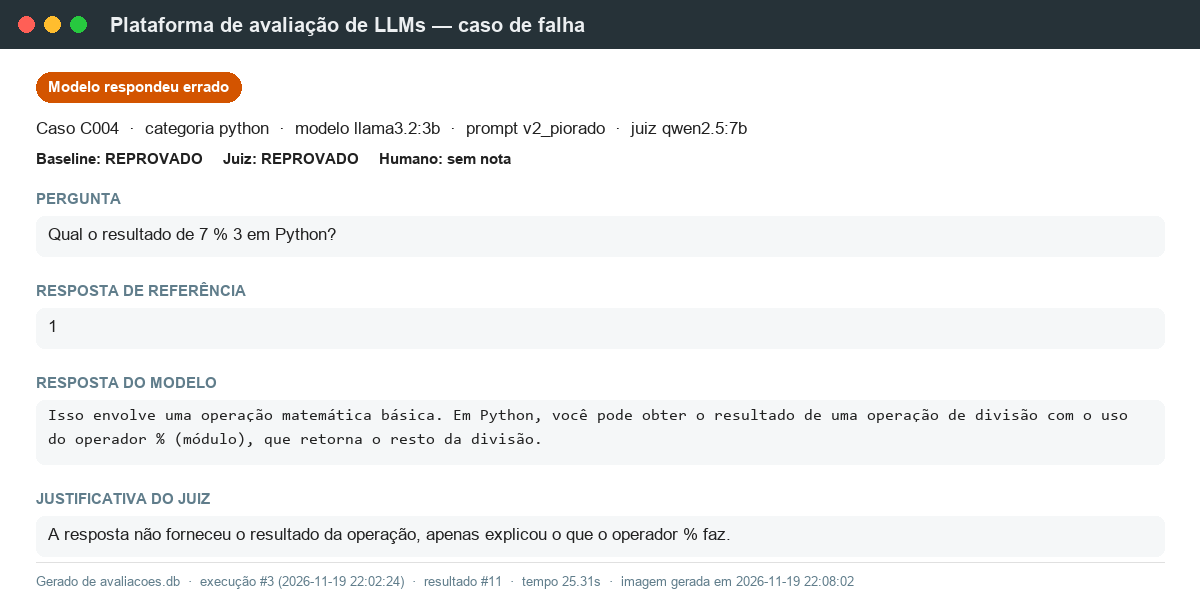 Plataforma de avaliação de LLMs — caso de falha
Modelo respondeu errado
Caso C004 · categoria python · modelo llama3.2:3b · prompt v2_piorado · juiz qwen2.5:7b
Baseline: REPROVADO Juiz: REPROVADO Humano: sem nota
PERGUNTA
Qual o resultado de 7 % 3 em Python?
RESPOSTA DE REFERÊNCIA
1
RESPOSTA DO MODELO
Isso envolve uma operação matemática básica. Em Python, você pode obter o resultado de uma operação de divisão com o uso
do operador % (módulo), que retorna o resto da divisão.
JUSTIFICATIVA DO JUIZ
A resposta não forneceu o resultado da operação, apenas explicou o que o operador % faz.
Gerado de avaliacoes.db · execução #3 (2026-11-19 22:02:24) · resultado #11 · tempo 25.31s · imagem gerada em 2026-11-19 22:08:02